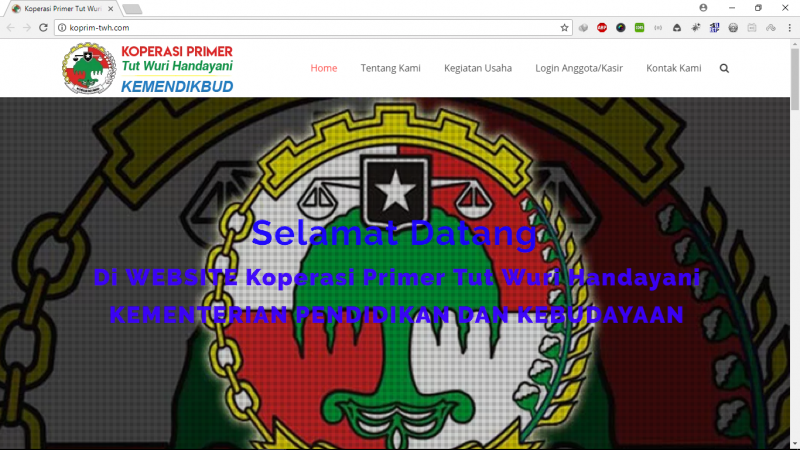 Koperasi Primer Tut Wuri
koprim-twh.com
KOPERASI PRIMER
Tut Wuri Handayani
KEMENDIKBUD
Home
Tentang Kami
Kegiatan Usaha
Login Anggota/Kasir
Kontak Kami
Selamat Datang
Di WEBSITE Koperasi Primer Tut Wuri Handayani
KEMENTERIAN PENDIDIKAN DAN KEBUDAYAAN